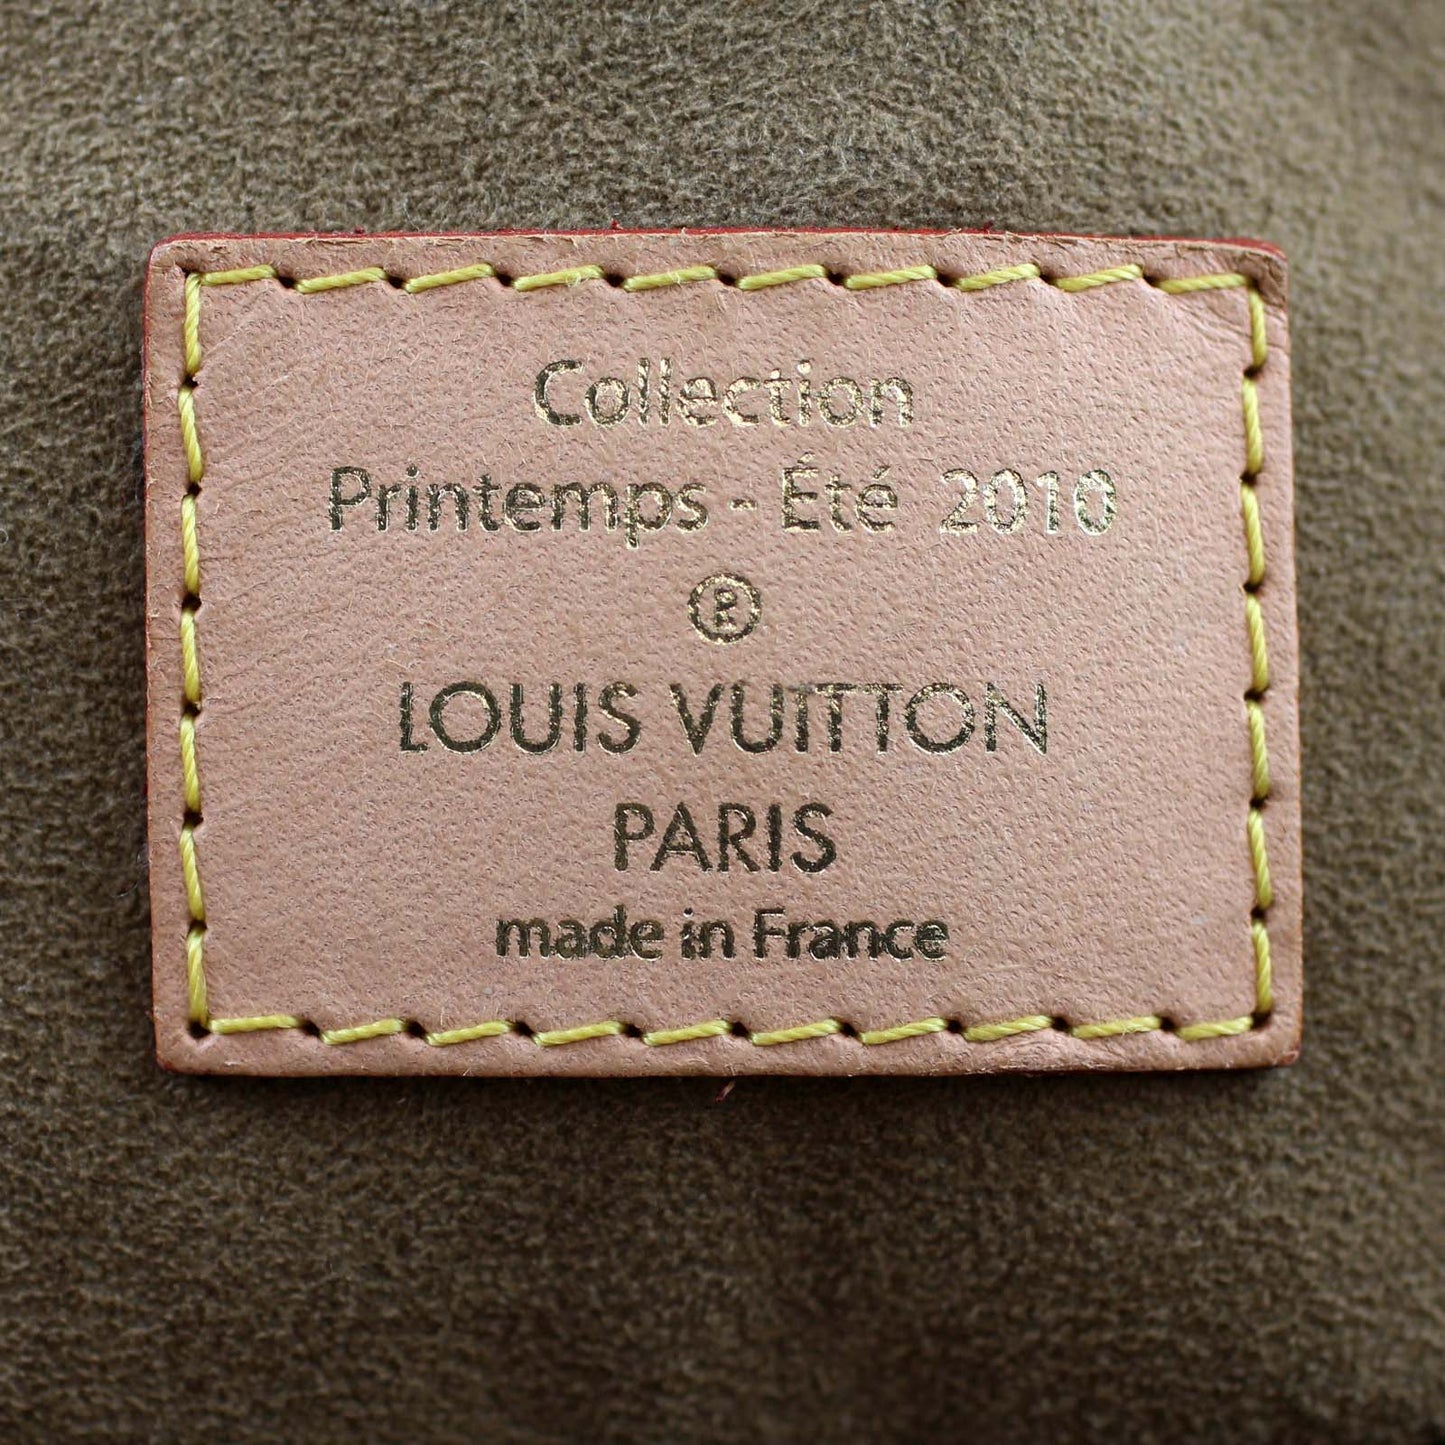 Collection
Printemps - Été 2010
®
LOUIS VUITTON
PARIS
made in France